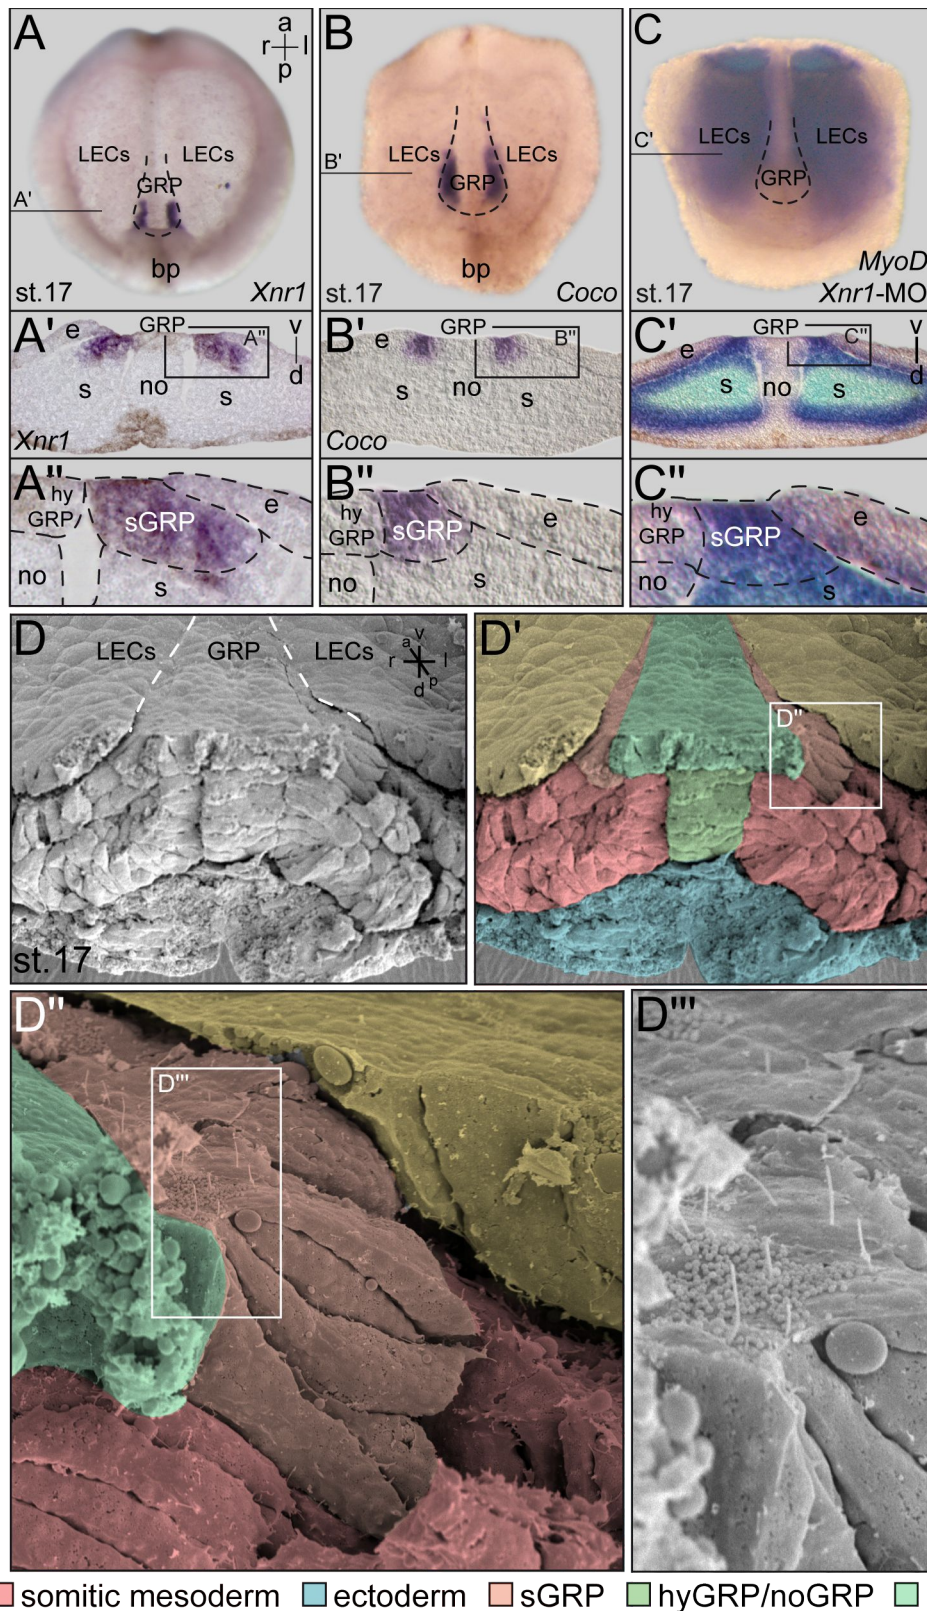 A
a
r l
p
LECs LECs
GRP
A'
bp
st.17 Xnr1
B
LECs LECs
B'
GRP
bp
st.17 Coco
C
LECs LECs
C'
GRP
MyoD
st.17 Xnr1-MO
A'
GRP
e
A''
v
s no s
d
Xnr1
B'
GRP
e
B''
s no s
Coco
C'
GRP
e
C''
v
s no s
d
A''
hy
GRP
sGRP
e
no
s
B''
hy
GRP
sGRP
e
no
s
C''
hy
GRP
sGRP
e
no
s
D
LECs GRP LECs
v
a
r l
p
d
st.17
D'
D''
D''
D'''
D'''
somitic mesoderm ectoderm sGRP hyGRP/noGRP